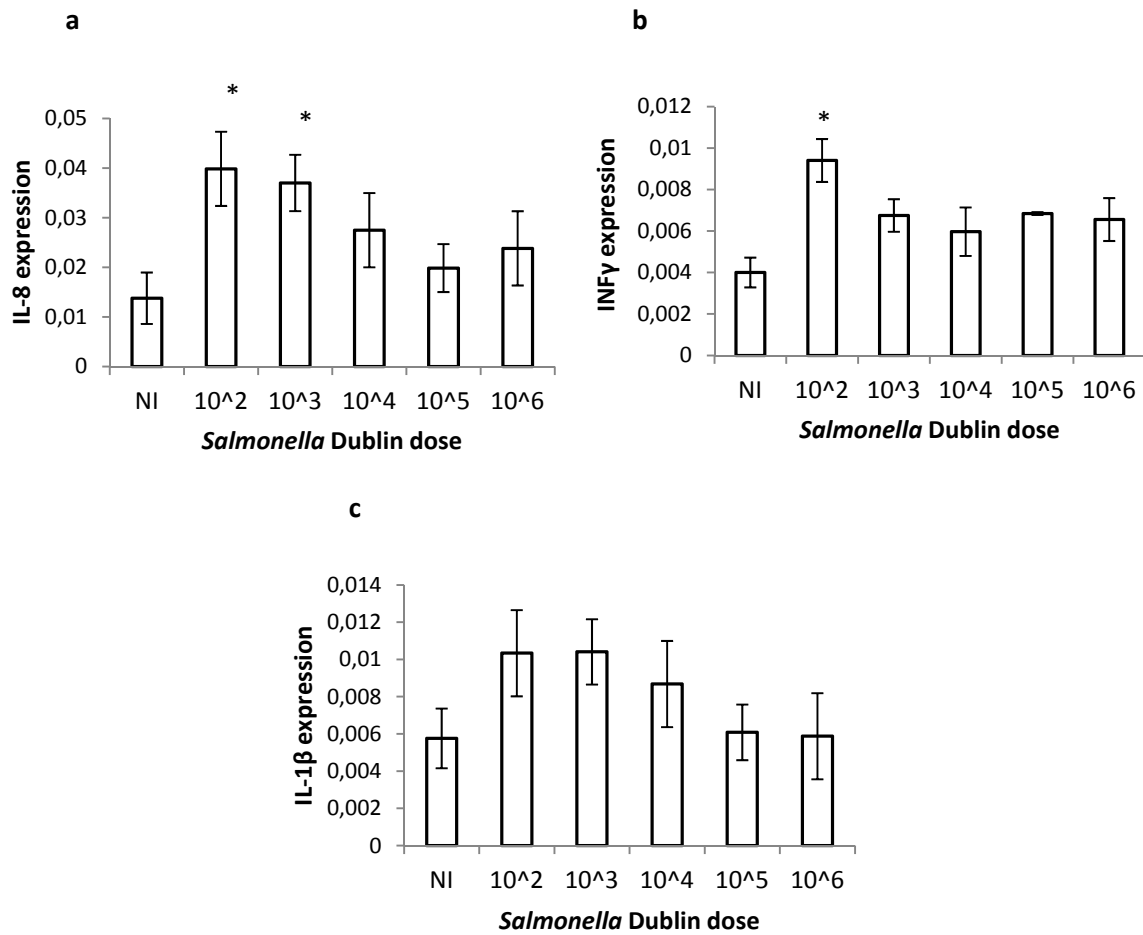 a
IL-8 expression
0,05
0,04
0,03
0,02
0,01
0
*
*
NI 10^2 10^3 10^4 10^5 10^6
Salmonella Dublin dose
b
INFγ expression
0,012
0,01
0,008
0,006
0,004
0,002
0
*
NI 10^2 10^3 10^4 10^5 10^6
Salmonella Dublin dose
c
IL-1β expression
0,014
0,012
0,01
0,008
0,006
0,004
0,002
0
NI 10^2 10^3 10^4 10^5 10^6
Salmonella Dublin dose